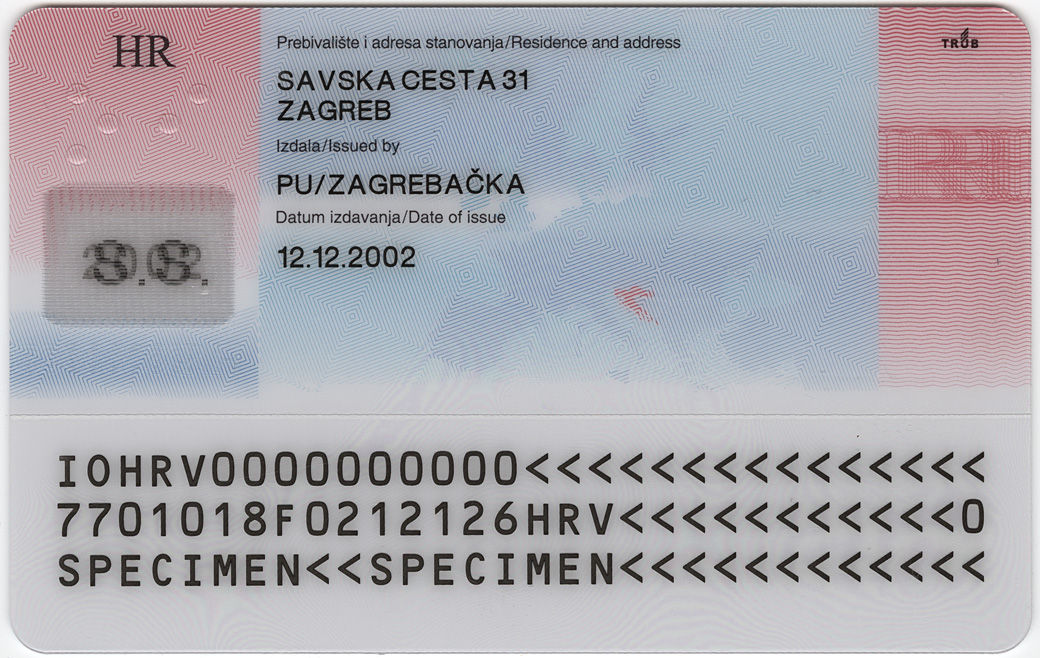 HR
Prebivalište i adresa stanovanja/Residence and address
TRÜB
SAVSKA CESTA 31
ZAGREB
Izdala/Issued by
PU/ZAGREBAČKA
Datum izdavanja/Date of issue
12.12.2002
IOHRV0000000000<<<<<<<<<<<<<<<
7701018F0212126HRV<<<<<<<<<<<0
SPECIMEN<<SPECIMEN<<<<<<<<<<<<